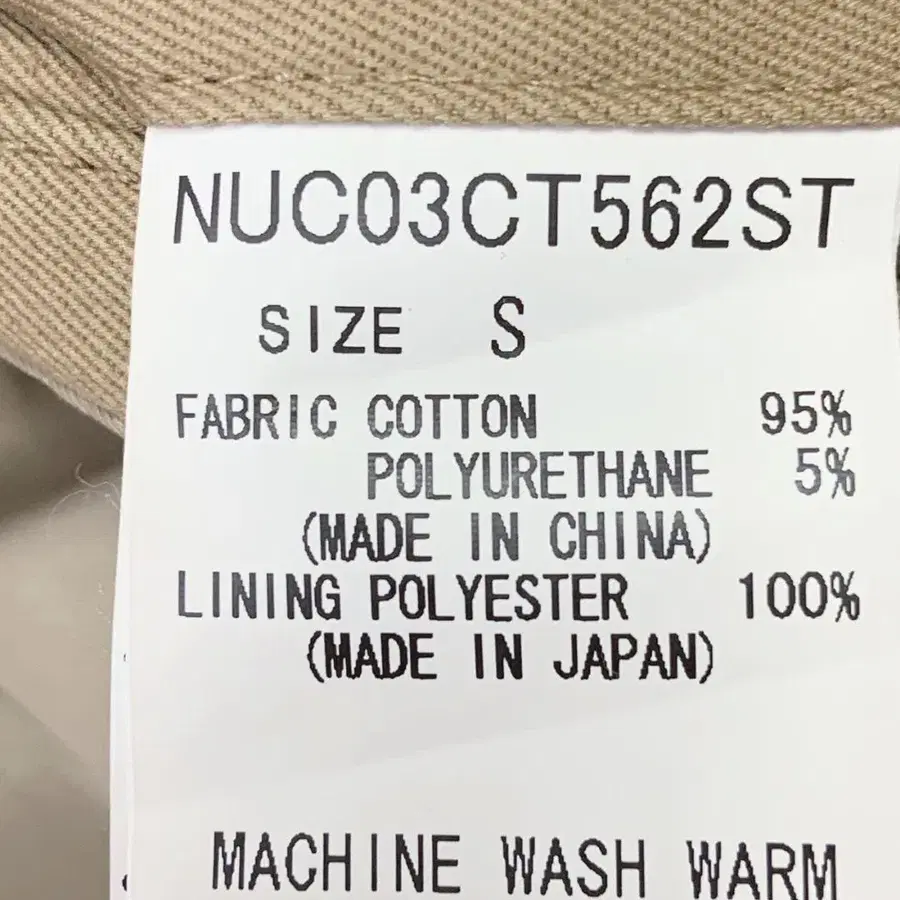 NUC03CT562ST
SIZE S
FABRIC COTTON 95%
POLYURETHANE 5%
(MADE IN CHINA)
LINING POLYESTER 100%
(MADE IN JAPAN)
MACHINE WASH WARM